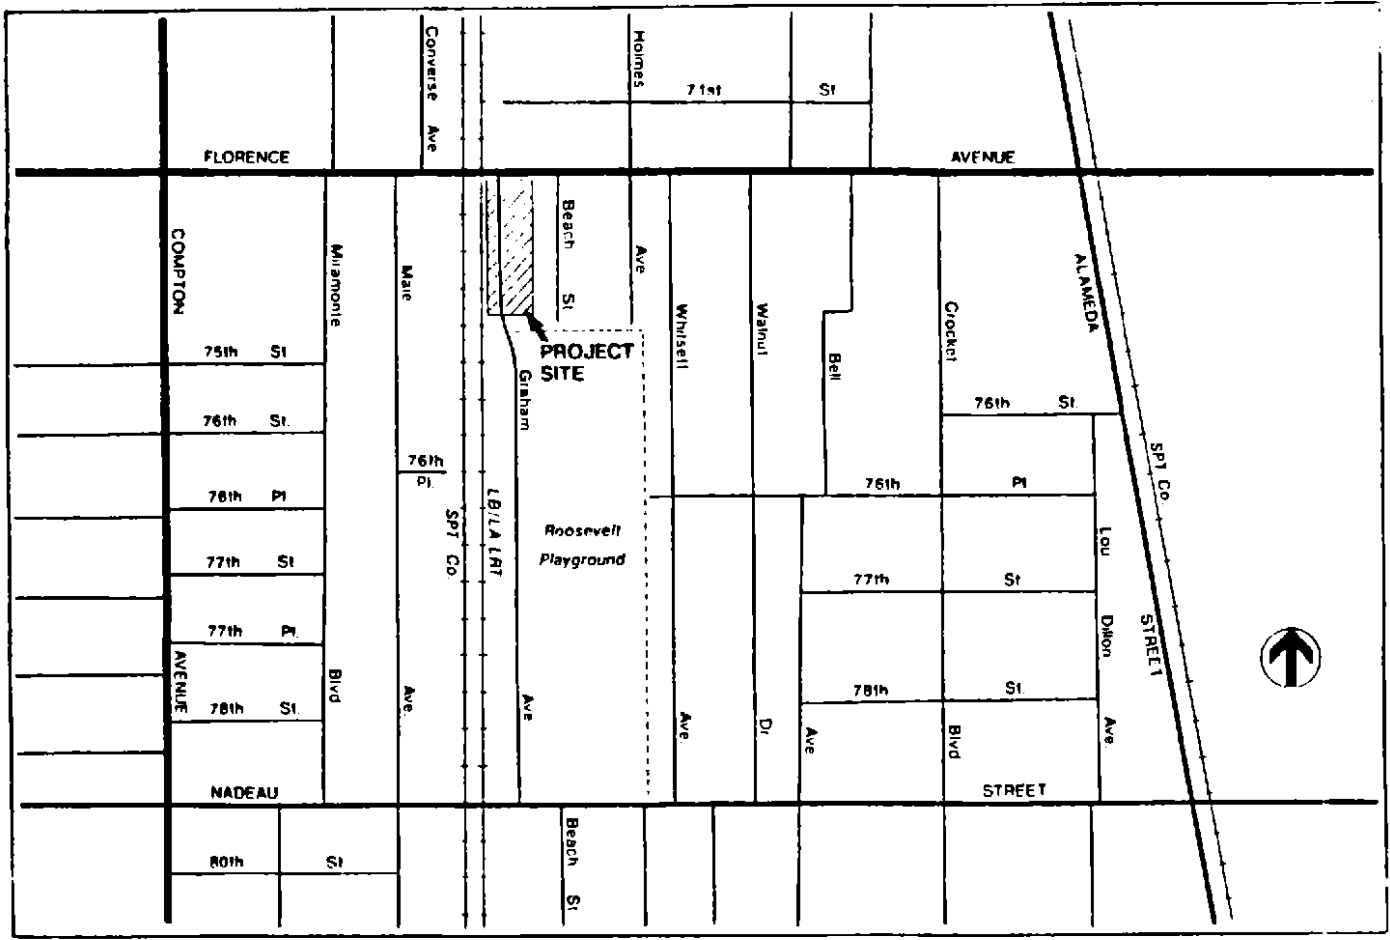 Converse Ave
Holmes
71st St
FLORENCE AVENUE
COMPTON
Miramonte
Maie
Beach St
Ave
Whitsett
Walnut
Bell
Crocket
ALAMEDA
PROJECT
SITE
75th St
76th St.
76th Pl
77th St
77th Pl.
78th St.
AVENUE
Blvd
Ave.
76th
Pl.
SPT Co.
LB/LA LRT
Graham
Ave
Roosevelt
Playground
Ave.
Dr
Ave
76th St.
76th Pl
77th St
78th St.
Blvd
Lou Dillon Ave.
SPT Co.
STREET
NADEAU STREET
80th St
Beach St